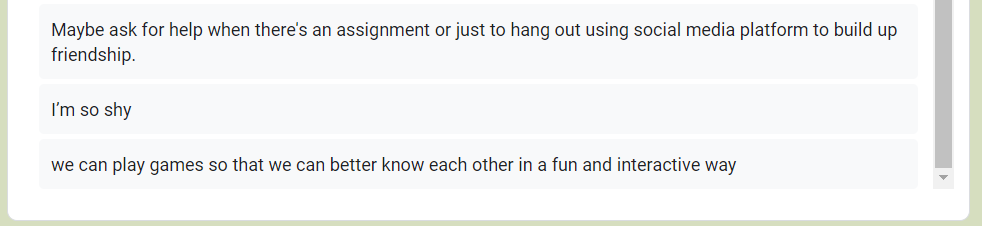 Maybe ask for help when there's an assignment or just to hang out using social media platform to build up
friendship.
I’m so shy
we can play games so that we can better know each other in a fun and interactive way